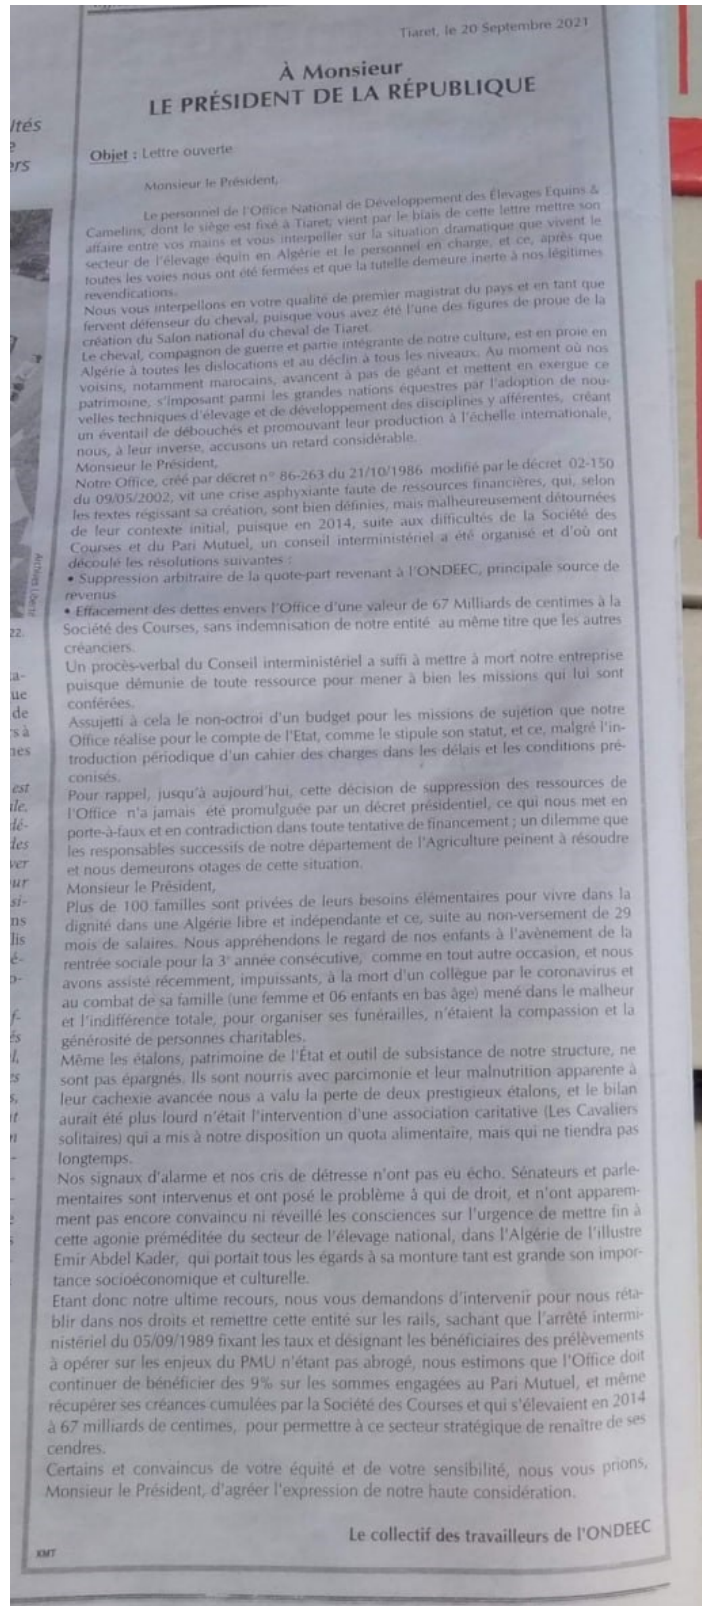 Tiaret, le 20 Septembre 2021
À Monsieur
LE PRÉSIDENT DE LA RÉPUBLIQUE
Objet : Lettre ouverte
Monsieur le Président,
Le personnel de l'Office National de Développement des Élevages Equins &
Camelins, dont le siège est fixé à Tiaret, vient par le biais de cette lettre mettre son
affaire entre vos mains et vous interpeller sur la situation dramatique que vivent le
secteur de l'élevage équin en Algérie et le personnel en charge, et ce, après que
toutes les voies nous ont été fermées et que la tutelle demeure inerte à nos légitimes
revendications.
Nous vous interpellons en votre qualité de premier magistrat du pays et en tant que
fervent défenseur du cheval, puisque vous avez été l'une des figures de proue de la
création du Salon national du cheval de Tiaret.
Le cheval, compagnon de guerre et partie intégrante de notre culture, est en proie en
Algérie à toutes les dislocations et au déclin à tous les niveaux. Au moment où nos
voisins, notamment marocains, avancent à pas de géant et mettent en exergue ce
patrimoine, s'imposant parmi les grandes nations équestres par l'adoption de nou-
velles techniques d'élevage et de développement des disciplines y afférentes, créant
un éventail de débouchés et promouvant leur production à l'échelle internationale,
nous, à leur inverse, accusons un retard considérable.
Monsieur le Président,
Notre Office, créé par décret n° 86-263 du 21/10/1986 modifié par le décret 02-150
du 09/05/2002, vit une crise asphyxiante faute de ressources financières, qui, selon
les textes régissant sa création, sont bien définies, mais malheureusement détournées
de leur contexte initial, puisque en 2014, suite aux difficultés de la Société des
Courses et du Pari Mutuel, un conseil interministériel a été organisé et d'où ont
découlé les résolutions suivantes :
• Suppression arbitraire de la quote-part revenant à l'ONDEEC, principale source de
revenus
• Effacement des dettes envers l'Office d'une valeur de 67 Milliards de centimes à la
Société des Courses, sans indemnisation de notre entité au même titre que les autres
créanciers.
Un procès-verbal du Conseil interministériel a suffi à mettre à mort notre entreprise
puisque démunie de toute ressource pour mener à bien les missions qui lui sont
conférées.
Assujetti à cela le non-octroi d'un budget pour les missions de sujétion que notre
Office réalise pour le compte de l'Etat, comme le stipule son statut, et ce, malgré l'in-
troduction périodique d'un cahier des charges dans les délais et les conditions pré-
conisés.
Pour rappel, jusqu'à aujourd'hui, cette décision de suppression des ressources de
l'Office n'a jamais été promulguée par un décret présidentiel, ce qui nous met en
porte-à-faux et en contradiction dans toute tentative de financement ; un dilemme que
les responsables successifs de notre département de l'Agriculture peinent à résoudre
et nous demeurons otages de cette situation.
Monsieur le Président,
Plus de 100 familles sont privées de leurs besoins élémentaires pour vivre dans la
dignité dans une Algérie libre et indépendante et ce, suite au non-versement de 29
mois de salaires. Nous appréhendons le regard de nos enfants à l'avènement de la
rentrée sociale pour la 3e année consécutive, comme en tout autre occasion, et nous
avons assisté récemment, impuissants, à la mort d'un collègue par le coronavirus et
au combat de sa famille (une femme et 06 enfants en bas âge) mené dans le malheur
et l'indifférence totale, pour organiser ses funérailles, n'étaient la compassion et la
générosité de personnes charitables.
Même les étalons, patrimoine de l'État et outil de subsistance de notre structure, ne
sont pas épargnés. Ils sont nourris avec parcimonie et leur malnutrition apparente à
leur cachexie avancée nous a valu la perte de deux prestigieux étalons, et le bilan
aurait été plus lourd n'était l'intervention d'une association caritative (Les Cavaliers
solitaires) qui a mis à notre disposition un quota alimentaire, mais qui ne tiendra pas
longtemps.
Nos signaux d'alarme et nos cris de détresse n'ont pas eu écho. Sénateurs et parle-
mentaires sont intervenus et ont posé le problème à qui de droit, et n'ont apparem-
ment pas encore convaincu ni réveillé les consciences sur l'urgence de mettre fin à
cette agonie préméditée du secteur de l'élevage national, dans l'Algérie de l'illustre
Emir Abdel Kader, qui portait tous les égards à sa monture tant est grande son impor-
tance socioéconomique et culturelle.
Etant donc notre ultime recours, nous vous demandons d'intervenir pour nous réta-
blir dans nos droits et remettre cette entité sur les rails, sachant que l'arrêté intermi-
nistériel du 05/09/1989 fixant les taux et désignant les bénéficiaires des prélèvements
à opérer sur les enjeux du PMU n'étant pas abrogé, nous estimons que l'Office doit
continuer de bénéficier des 9% sur les sommes engagées au Pari Mutuel, et même
récupérer ses créances cumulées par la Société des Courses et qui s'élevaient en 2014
à 67 milliards de centimes, pour permettre à ce secteur stratégique de renaître de ses
cendres.
Certains et convaincus de votre équité et de votre sensibilité, nous vous prions,
Monsieur le Président, d'agréer l'expression de notre haute considération.
Le collectif des travailleurs de l'ONDEEC
KMT
Archives Liberté